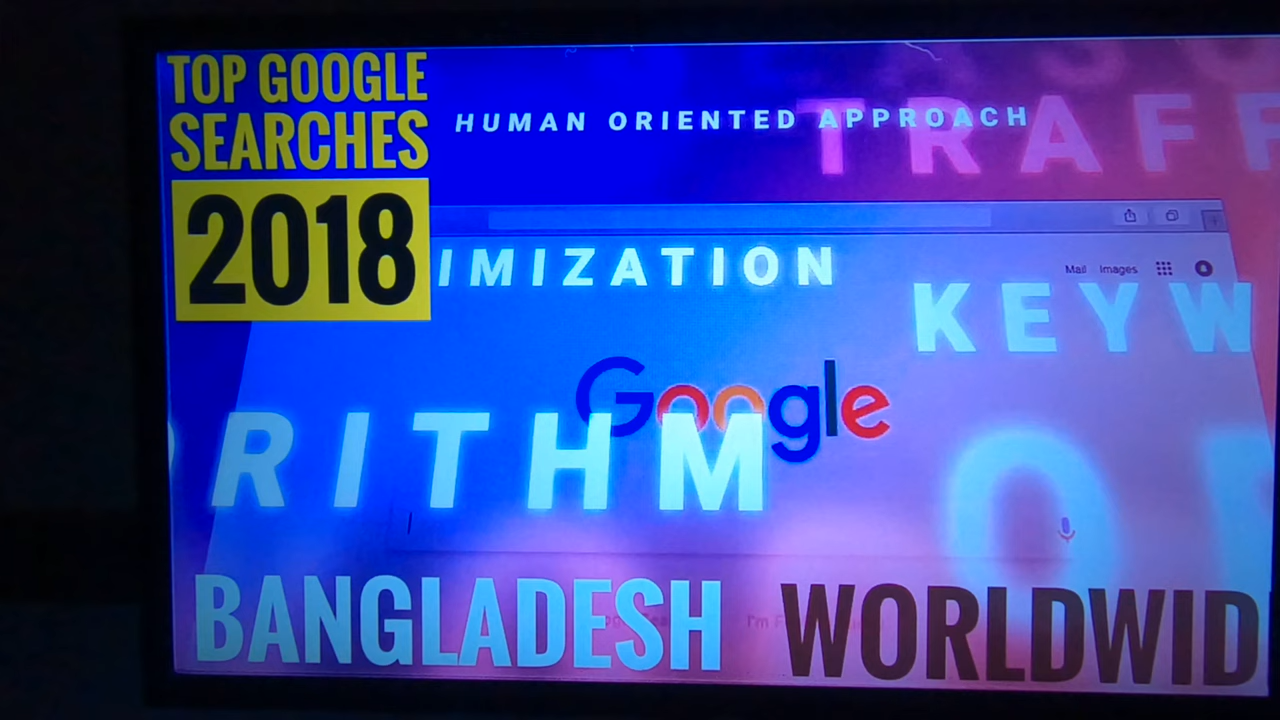 TOP GOOGLE
SEARCHES
2018
HUMAN ORIENTED APPROACH
TRAFF
IMIZATION
Mail Images
KEYW
Google
RITHM
BANGLADESH WORLDWID